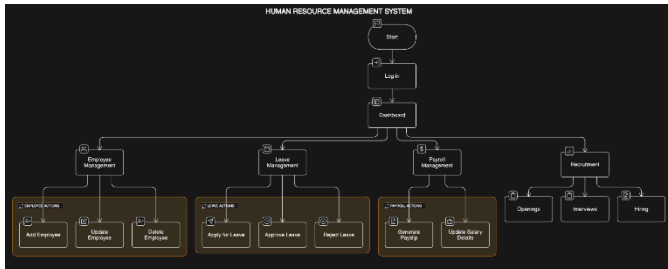 HUMAN RESOURCE MANAGEMENT SYSTEM
Start
Log in
Dashboard
Employee
Management
Leave
Management
Payroll
Management
Recruitment
EMPLOYEE ACTIONS
Add Employee
Update
Employee
Delete
Employee
LEAVE ACTIONS
Apply for Leave
Approve Leave
Reject Leave
PAYROLL ACTIONS
Generate
Payslip
Update Salary
Details
Openings
Interviews
Hiring